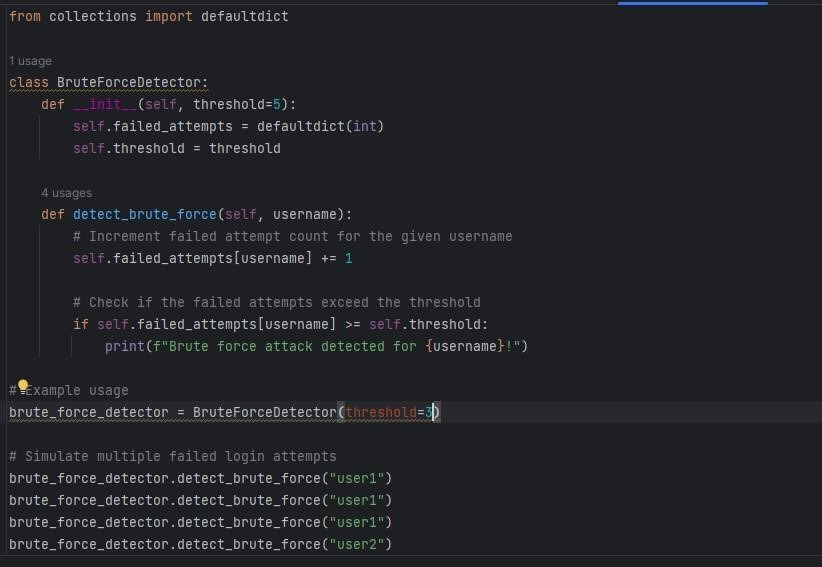 from collections import defaultdict
1 usage
class BruteForceDetector:
    def __init__(self, threshold=5):
        self.failed_attempts = defaultdict(int)
        self.threshold = threshold
4 usages
    def detect_brute_force(self, username):
        # Increment failed attempt count for the given username
        self.failed_attempts[username] += 1
        # Check if the failed attempts exceed the threshold
        if self.failed_attempts[username] >= self.threshold:
            print(f"Brute force attack detected for {username}!")
# Example usage
brute_force_detector = BruteForceDetector(threshold=3)
# Simulate multiple failed login attempts
brute_force_detector.detect_brute_force("user1")
brute_force_detector.detect_brute_force("user1")
brute_force_detector.detect_brute_force("user1")
brute_force_detector.detect_brute_force("user2")